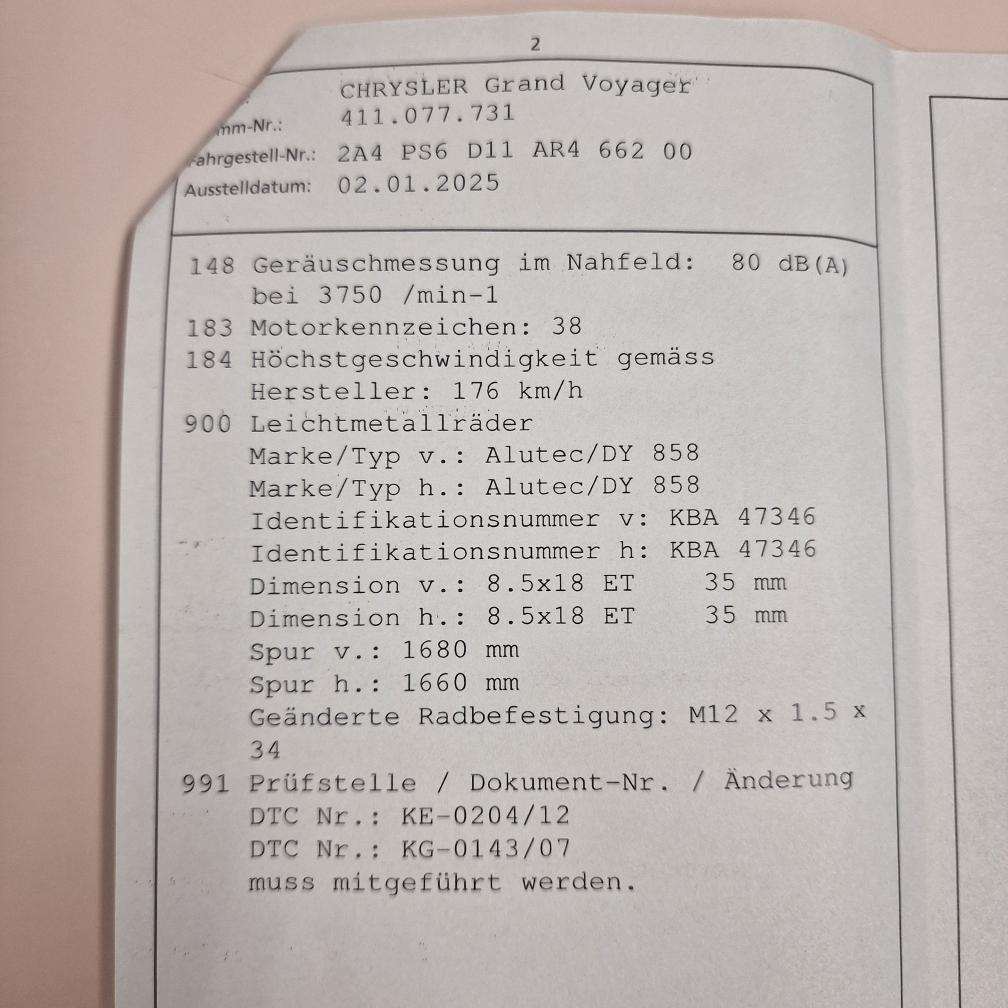 2
CHRYSLER Grand Voyager
mm-Nr.: 411.077.731
Fahrgestell-Nr.: 2A4 PS6 D11 AR4 662 00
Ausstelldatum: 02.01.2025
148 Geräuschmessung im Nahfeld: 80 dB(A)
bei 3750 /min-1
183 Motorkennzeichen: 38
184 Höchstgeschwindigkeit gemäss
Hersteller: 176 km/h
900 Leichtmetallräder
Marke/Typ v.: Alutec/DY 858
Marke/Typ h.: Alutec/DY 858
Identifikationsnummer v: KBA 47346
Identifikationsnummer h: KBA 47346
Dimension v.: 8.5x18 ET 35 mm
Dimension h.: 8.5x18 ET 35 mm
Spur v.: 1680 mm
Spur h.: 1660 mm
Geänderte Radbefestigung: M12 x 1.5 x
34
991 Prüfstelle / Dokument-Nr. / Änderung
DTC Nr.: KE-0204/12
DTC Nr.: KG-0143/07
muss mitgeführt werden.